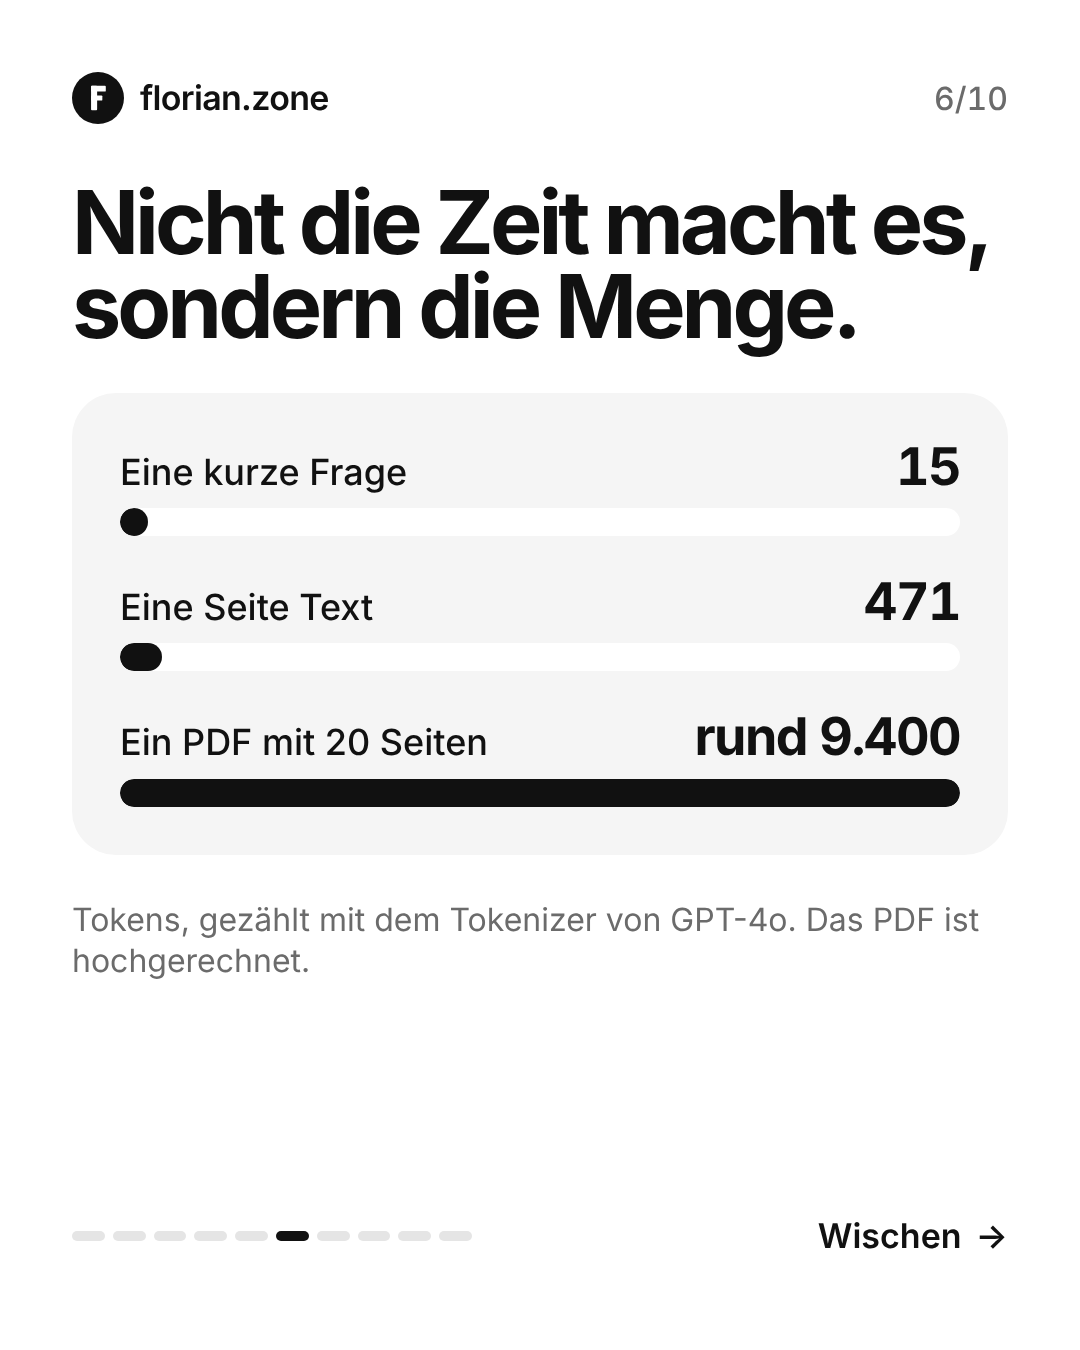 F florian.zone
6/10
Nicht die Zeit macht es,
sondern die Menge.
Eine kurze Frage 15
Eine Seite Text 471
Ein PDF mit 20 Seiten rund 9.400
Tokens, gezählt mit dem Tokenizer von GPT-4o. Das PDF ist
hochgerechnet.
Wischen →